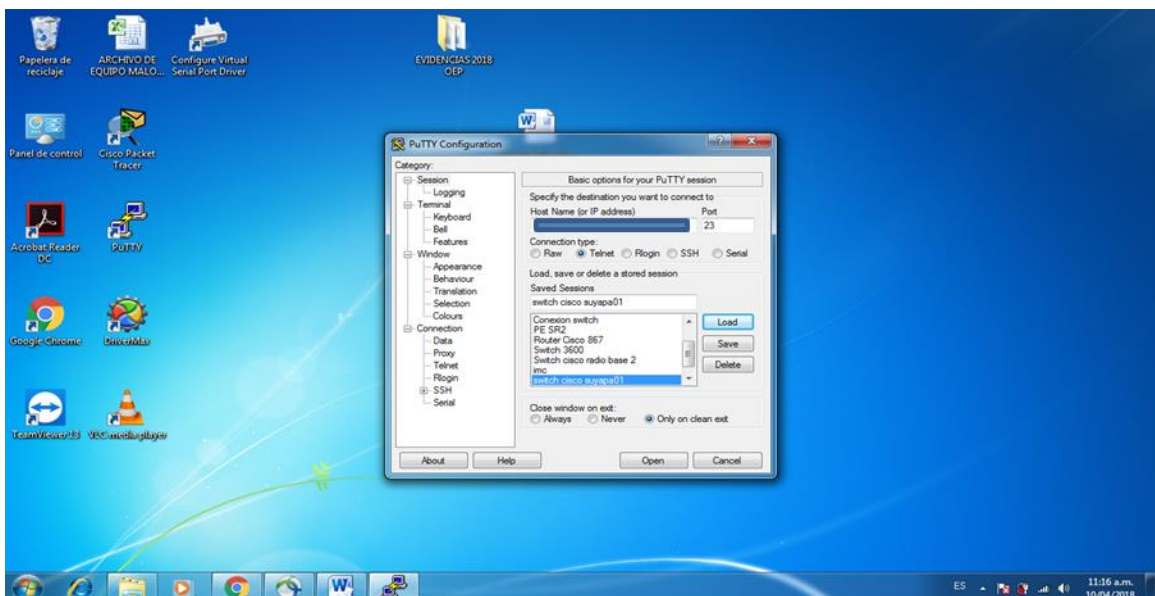 Papelera de
reciclaje
ARCHIVO DE
EQUIPO MALO...
Configure Virtual
Serial Port Driver
EVIDENCIAS 2018
OEP
Panel de control
Cisco Packet
Tracer
Acrobat Reader
DC
PuTTY
Google Chrome
DriverMax
TeamViewer 13
VLC media player
PuTTY Configuration
Category:
Session
Logging
Terminal
Keyboard
Bell
Features
Window
Appearance
Behaviour
Translation
Selection
Colours
Connection
Data
Proxy
Telnet
Rlogin
SSH
Serial
Basic options for your PuTTY session
Specify the destination you want to connect to
Host Name (or IP address) Port
23
Connection type:
Raw Telnet Rlogin SSH Serial
Load, save or delete a stored session
Saved Sessions
switch cisco suyapa01
Conexion switch
PE SR2
Router Cisco 867
Switch 3600
Switch cisco radio base 2
imc
switch cisco suyapa01
Load
Save
Delete
Close window on exit:
Always Never Only on clean exit
About Help Open Cancel
ES
11:16 a.m.
10/04/2018